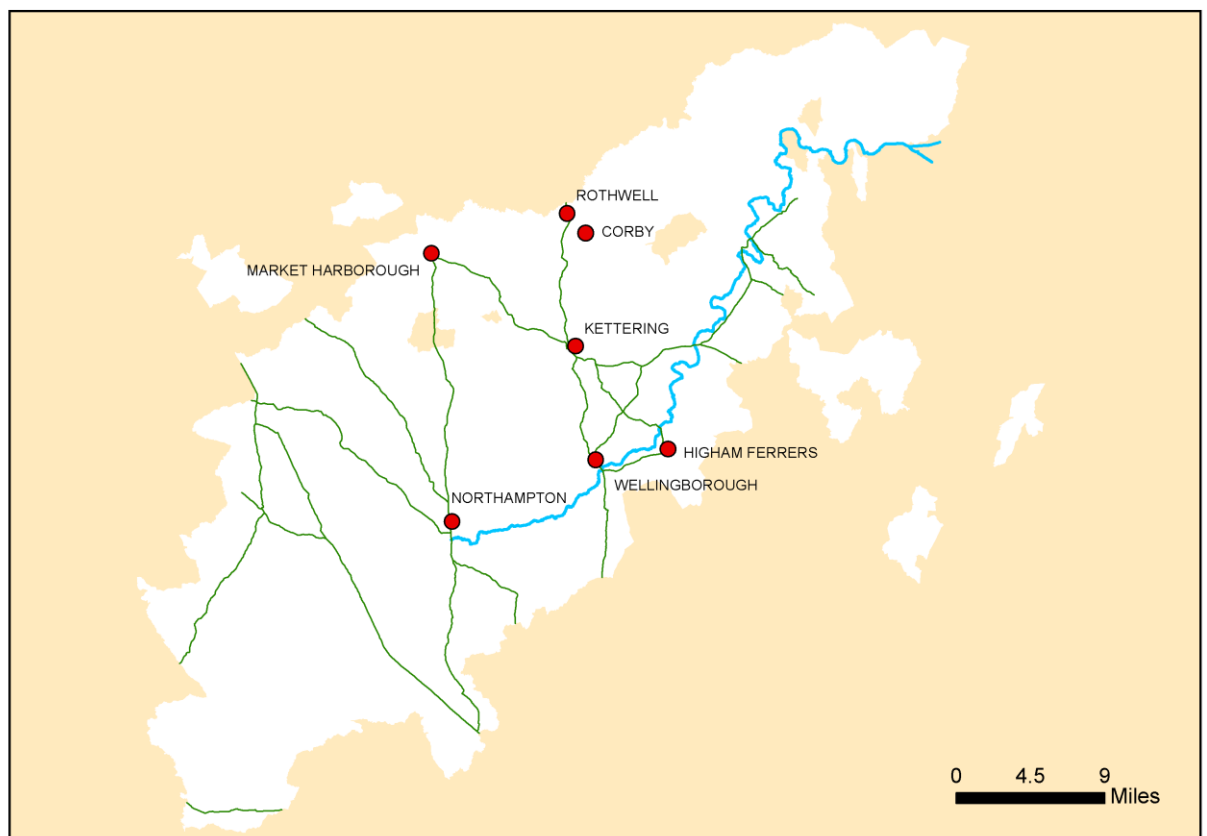 ROTHWELL
CORBY
MARKET HARBOROUGH
KETTERING
HIGHAM FERRERS
WELLINGBOROUGH
NORTHAMPTON
0 4.5 9
Miles